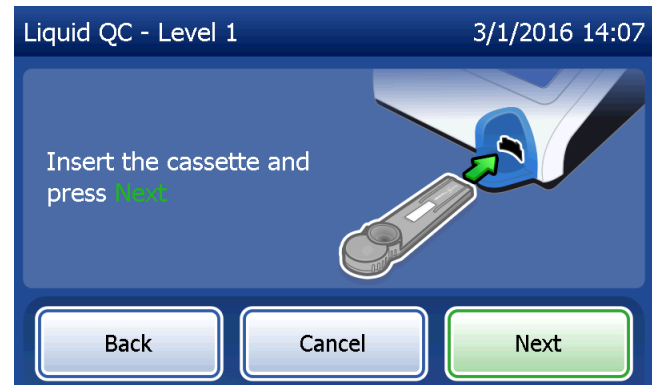 Liquid QC - Level 1 3/1/2016 14:07
Insert the cassette and
press Next
Back Cancel Next